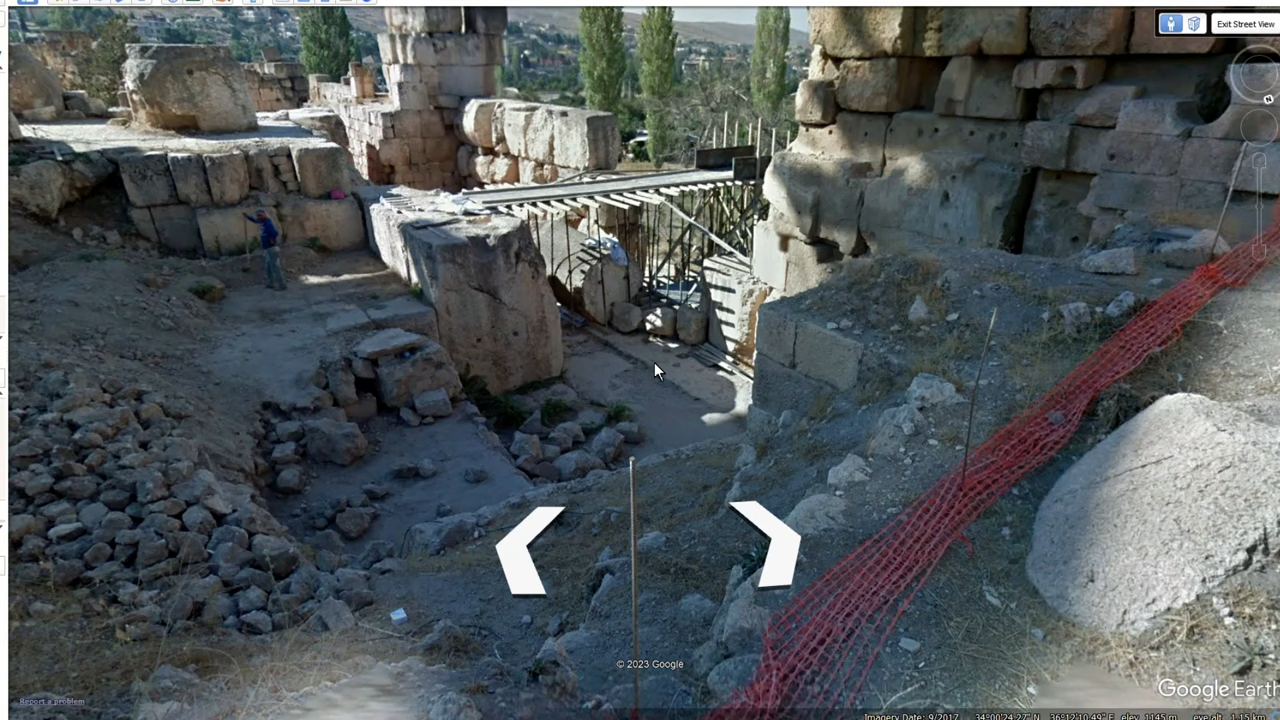 Exit Street View
© 2023 Google
Report a problem
Google Earth
Imagery Date: 9/2017 34°00'24.27" N 36°12'10.49" E elev 1145 m eye alt 1.15 km